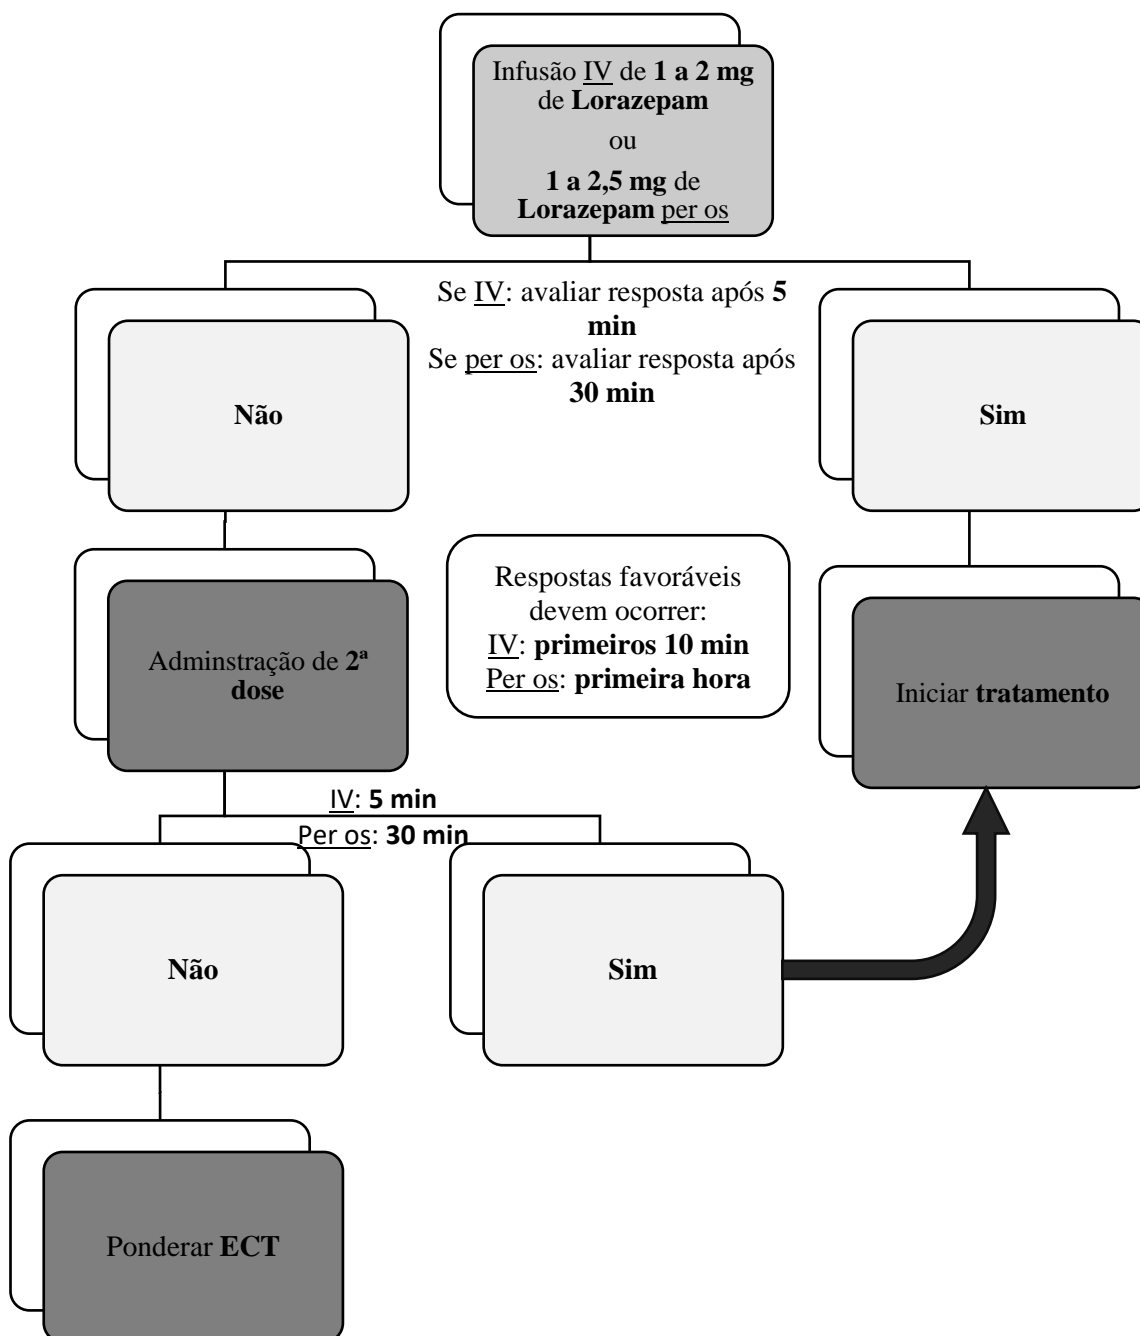 Infusão IV de 1 a 2 mg
de Lorazepam
ou
1 a 2,5 mg de
Lorazepam per os
Se IV: avaliar resposta após 5
min
Se per os: avaliar resposta após
30 min
Não
Sim
Respostas favoráveis
devem ocorrer:
IV: primeiros 10 min
Per os: primeira hora
Adminstração de 2ª
dose
Iniciar tratamento
IV: 5 min
Per os: 30 min
Não
Sim
Ponderar ECT